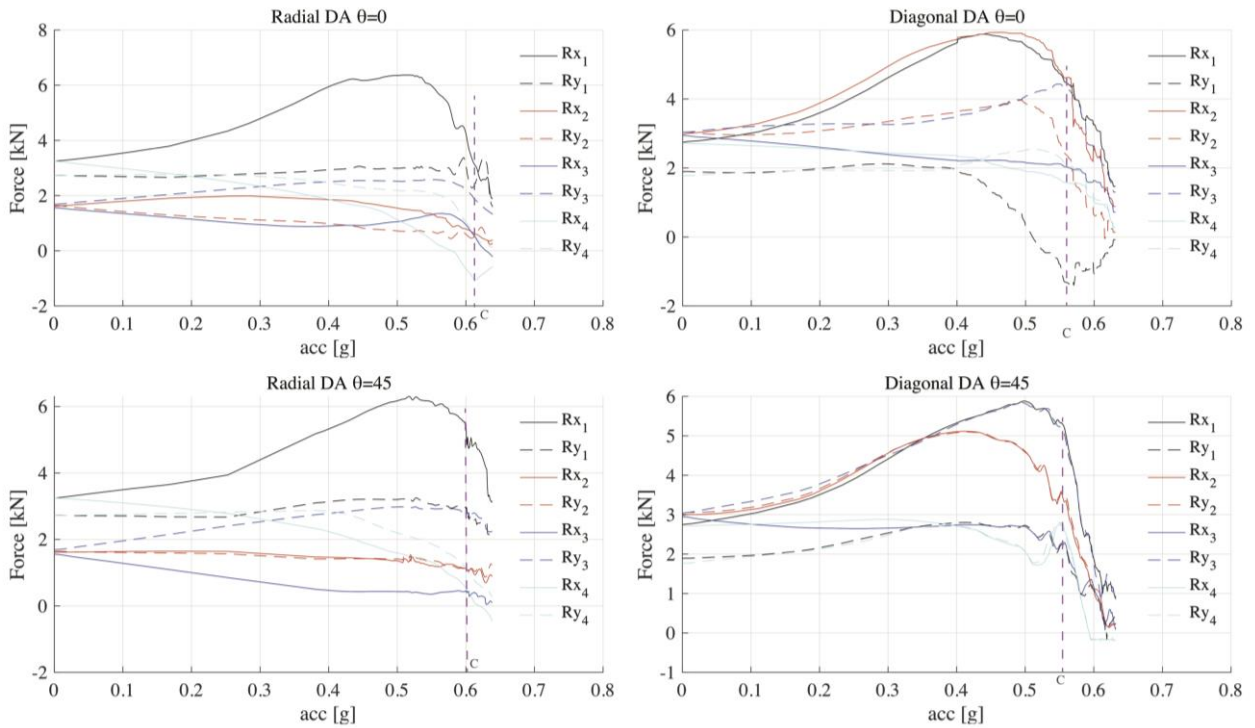 Radial DA θ=0
8
6
4
2
0
-2
Force [kN]
0 0.1 0.2 0.3 0.4 0.5 0.6 0.7 0.8
C
acc [g]
Rx1
Ry1
Rx2
Ry2
Rx3
Ry3
Rx4
Ry4
Diagonal DA θ=0
6
4
2
0
-2
Force [kN]
0 0.1 0.2 0.3 0.4 0.5 0.6 0.7 0.8
C
acc [g]
Rx1
Ry1
Rx2
Ry2
Rx3
Ry3
Rx4
Ry4
Radial DA θ=45
6
4
2
0
-2
Force [kN]
0 0.1 0.2 0.3 0.4 0.5 0.6 0.7 0.8
C
acc [g]
Rx1
Ry1
Rx2
Ry2
Rx3
Ry3
Rx4
Ry4
Diagonal DA θ=45
6
5
4
3
2
1
0
-1
Force [kN]
0 0.1 0.2 0.3 0.4 0.5 0.6 0.7 0.8
C
acc [g]
Rx1
Ry1
Rx2
Ry2
Rx3
Ry3
Rx4
Ry4